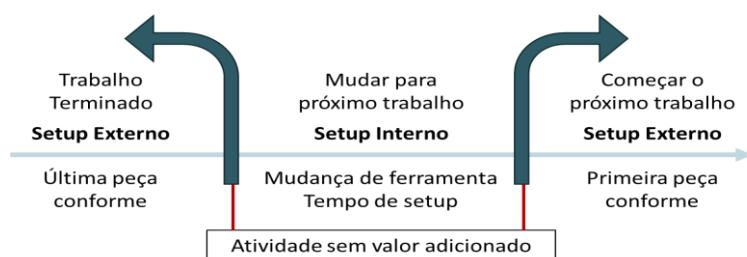 Trabalho
Terminado
Setup Externo
Última peça
conforme
Mudar para
próximo trabalho
Setup Interno
Mudança de ferramenta
Tempo de setup
Começar o
próximo trabalho
Setup Externo
Primeira peça
conforme
Atividade sem valor adicionado